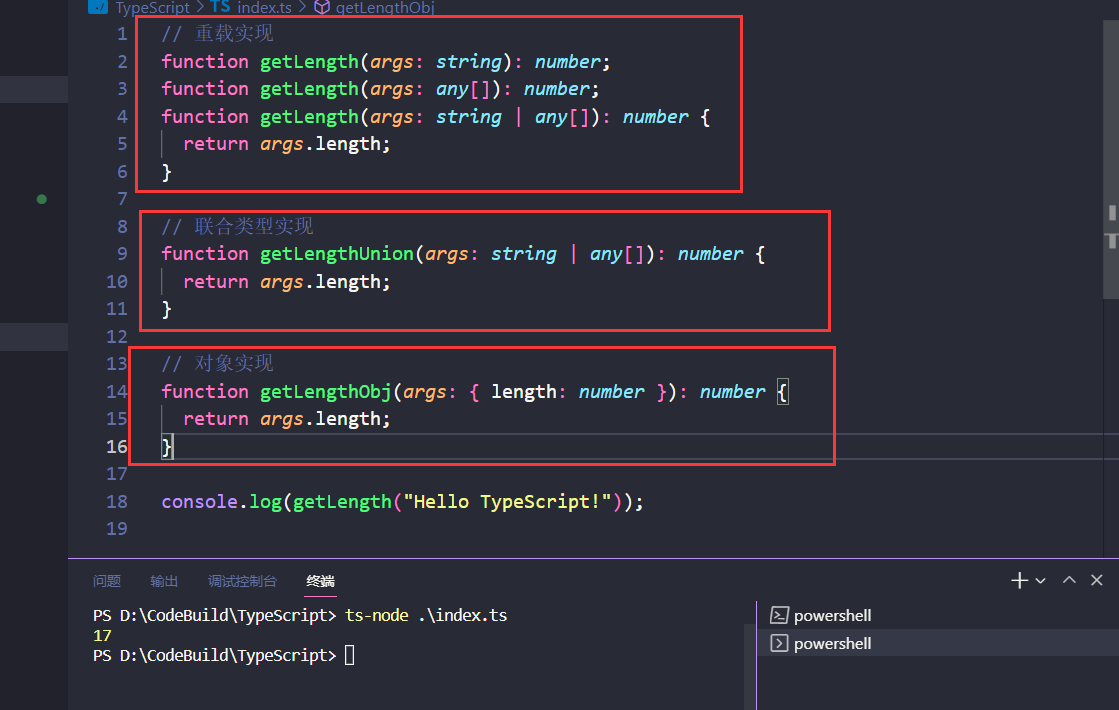 TypeScript > TS index.ts > getLengthObj
1 // 重载实现
2 function getLength(args: string): number;
3 function getLength(args: any[]): number;
4 function getLength(args: string | any[]): number {
5 return args.length;
6 }
7
8 // 联合类型实现
9 function getLengthUnion(args: string | any[]): number {
10 return args.length;
11 }
12
13 // 对象实现
14 function getLengthObj(args: { length: number }): number {
15 return args.length;
16 }
17
18 console.log(getLength("Hello TypeScript!"));
19
问题 输出 调试控制台 终端
PS D:\CodeBuild\TypeScript> ts-node .\index.ts
17
PS D:\CodeBuild\TypeScript>
powershell
powershell